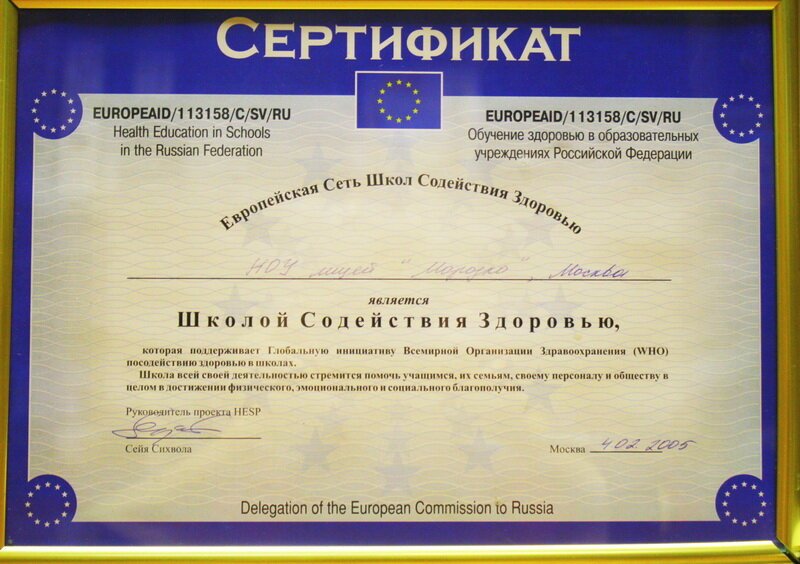 СЕРТИФИКАТ
EUROPEAID/113158/C/SV/RU
Health Education in Schools
in the Russian Federation
EUROPEAID/113158/C/SV/RU
Обучение здоровью в образовательных
учреждениях Российской Федерации
Европейская Сеть Школ Содействия Здоровью
НОУ лицей "Морозко", Москва
является
Школой Содействия Здоровью,
которая поддерживает Глобальную инициативу Всемирной Организации Здравоохранения (WHO)
посодействию здоровью в школах.
Школа всей своей деятельностью стремится помочь учащимся, их семьям, своему персоналу и обществу в
целом в достижении физического, эмоционального и социального благополучия.
Руководитель проекта HESP
Сейя Сихвола
Москва 4.02.2005
Delegation of the European Commission to Russia